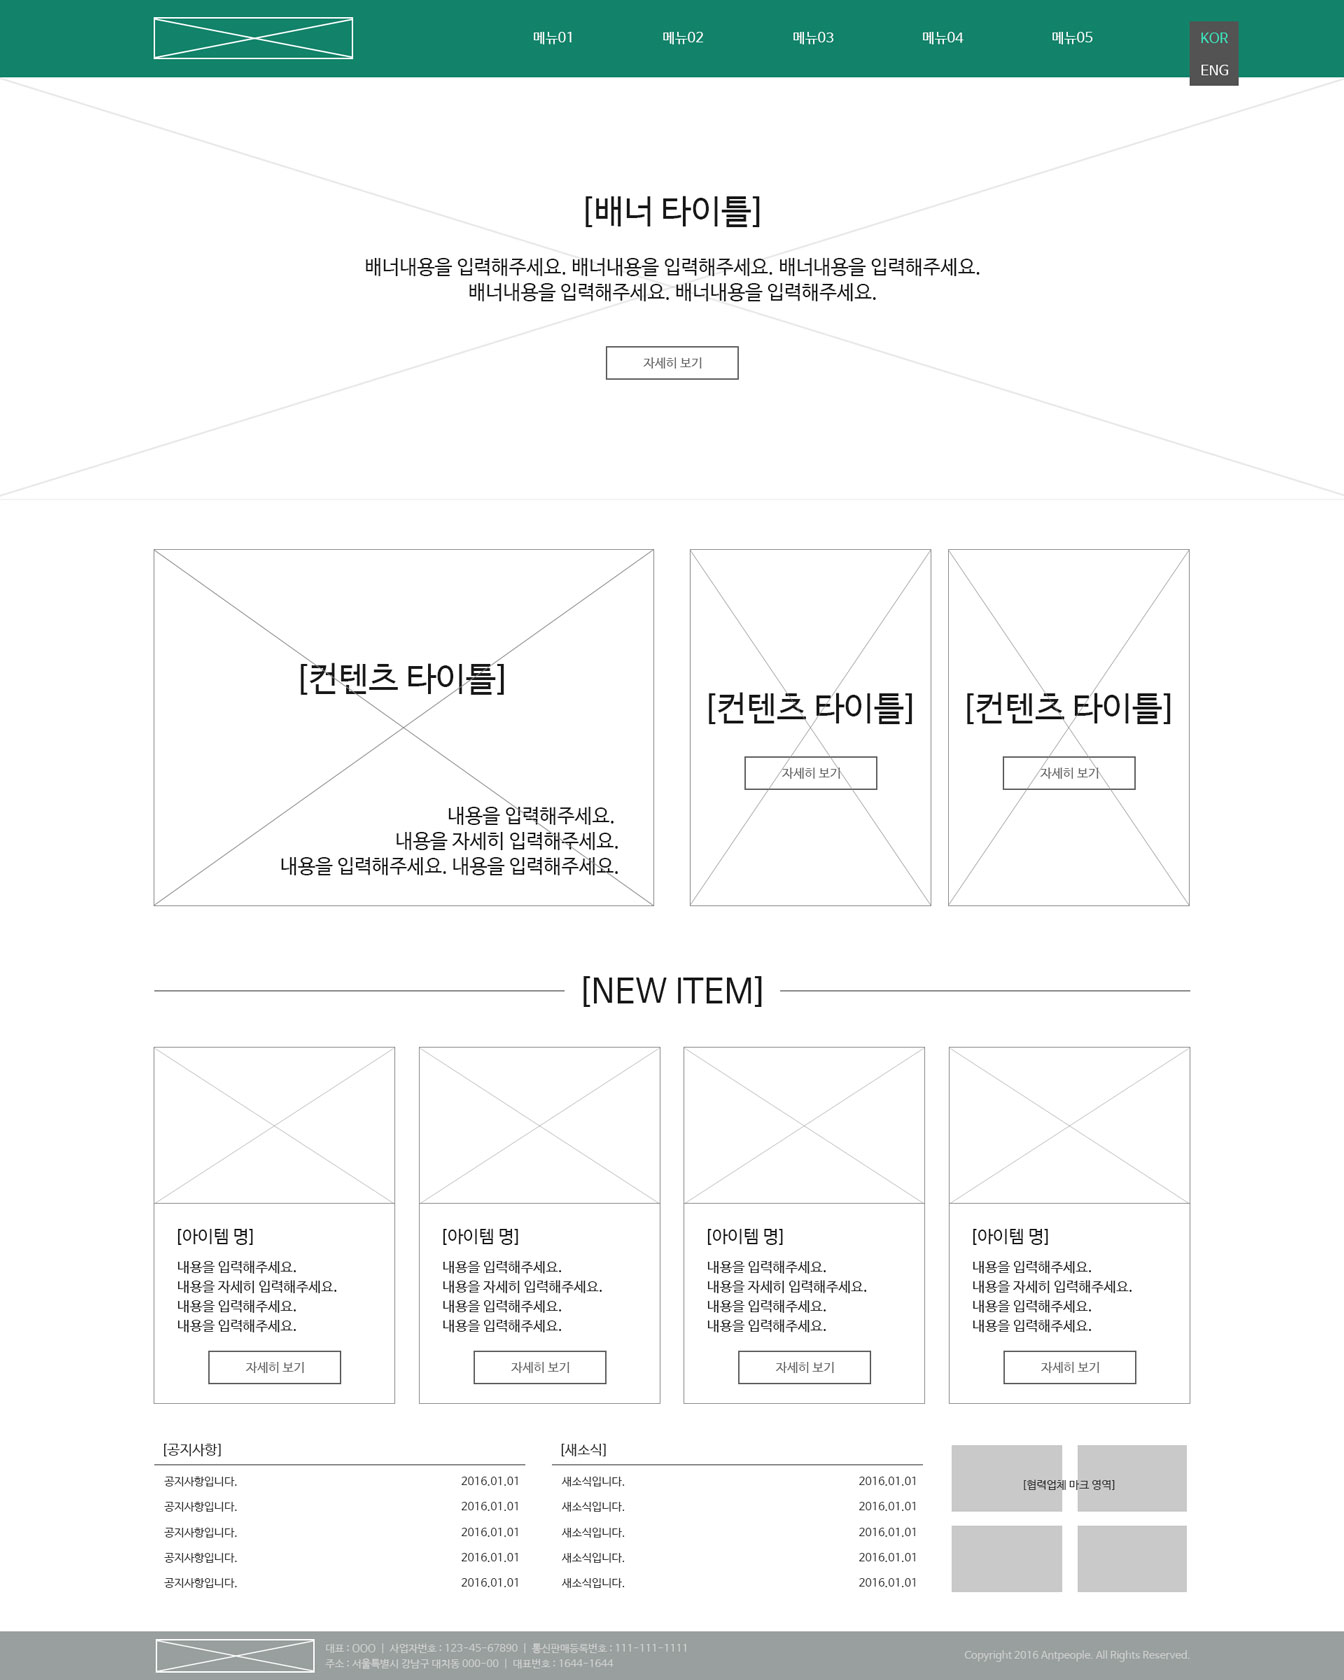 메뉴01 메뉴02 메뉴03 메뉴04 메뉴05 KOR
ENG
[배너 타이틀]
배너내용을 입력해주세요. 배너내용을 입력해주세요. 배너내용을 입력해주세요.
배너내용을 입력해주세요. 배너내용을 입력해주세요.
자세히 보기
[컨텐츠 타이틀]
내용을 입력해주세요.
내용을 자세히 입력해주세요.
내용을 입력해주세요. 내용을 입력해주세요.
[컨텐츠 타이틀]
자세히 보기
[컨텐츠 타이틀]
자세히 보기
[NEW ITEM]
[아이템 명]
내용을 입력해주세요.
내용을 자세히 입력해주세요.
내용을 입력해주세요.
내용을 입력해주세요.
자세히 보기
[아이템 명]
내용을 입력해주세요.
내용을 자세히 입력해주세요.
내용을 입력해주세요.
내용을 입력해주세요.
자세히 보기
[아이템 명]
내용을 입력해주세요.
내용을 자세히 입력해주세요.
내용을 입력해주세요.
내용을 입력해주세요.
자세히 보기
[아이템 명]
내용을 입력해주세요.
내용을 자세히 입력해주세요.
내용을 입력해주세요.
내용을 입력해주세요.
자세히 보기
[공지사항]
공지사항입니다. 2016.01.01
공지사항입니다. 2016.01.01
공지사항입니다. 2016.01.01
공지사항입니다. 2016.01.01
공지사항입니다. 2016.01.01
[새소식]
새소식입니다. 2016.01.01
새소식입니다. 2016.01.01
새소식입니다. 2016.01.01
새소식입니다. 2016.01.01
새소식입니다. 2016.01.01
[협력업체 마크 영역]
대표 : OOO | 사업자번호 : 123-45-67890 | 통신판매등록번호 : 111-111-1111
주소 : 서울특별시 강남구 대치동 000-00 | 대표번호 : 1644-1644
Copyright 2016 Antpeople. All Rights Reserved.